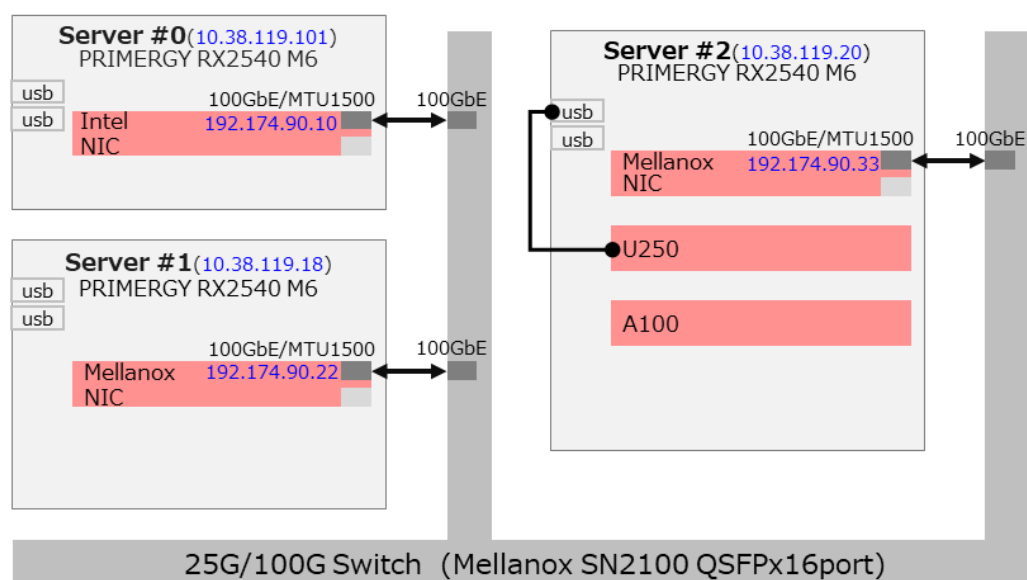 Server #0(10.38.119.101)
PRIMERGY RX2540 M6
usb
usb
100GbE/MTU1500
100GbE
Intel
NIC
192.174.90.10
Server #1(10.38.119.18)
PRIMERGY RX2540 M6
usb
usb
100GbE/MTU1500
100GbE
Mellanox
NIC
192.174.90.22
Server #2(10.38.119.20)
PRIMERGY RX2540 M6
usb
usb
100GbE/MTU1500
100GbE
Mellanox
NIC
192.174.90.33
U250
A100
25G/100G Switch (Mellanox SN2100 QSFPx16port)